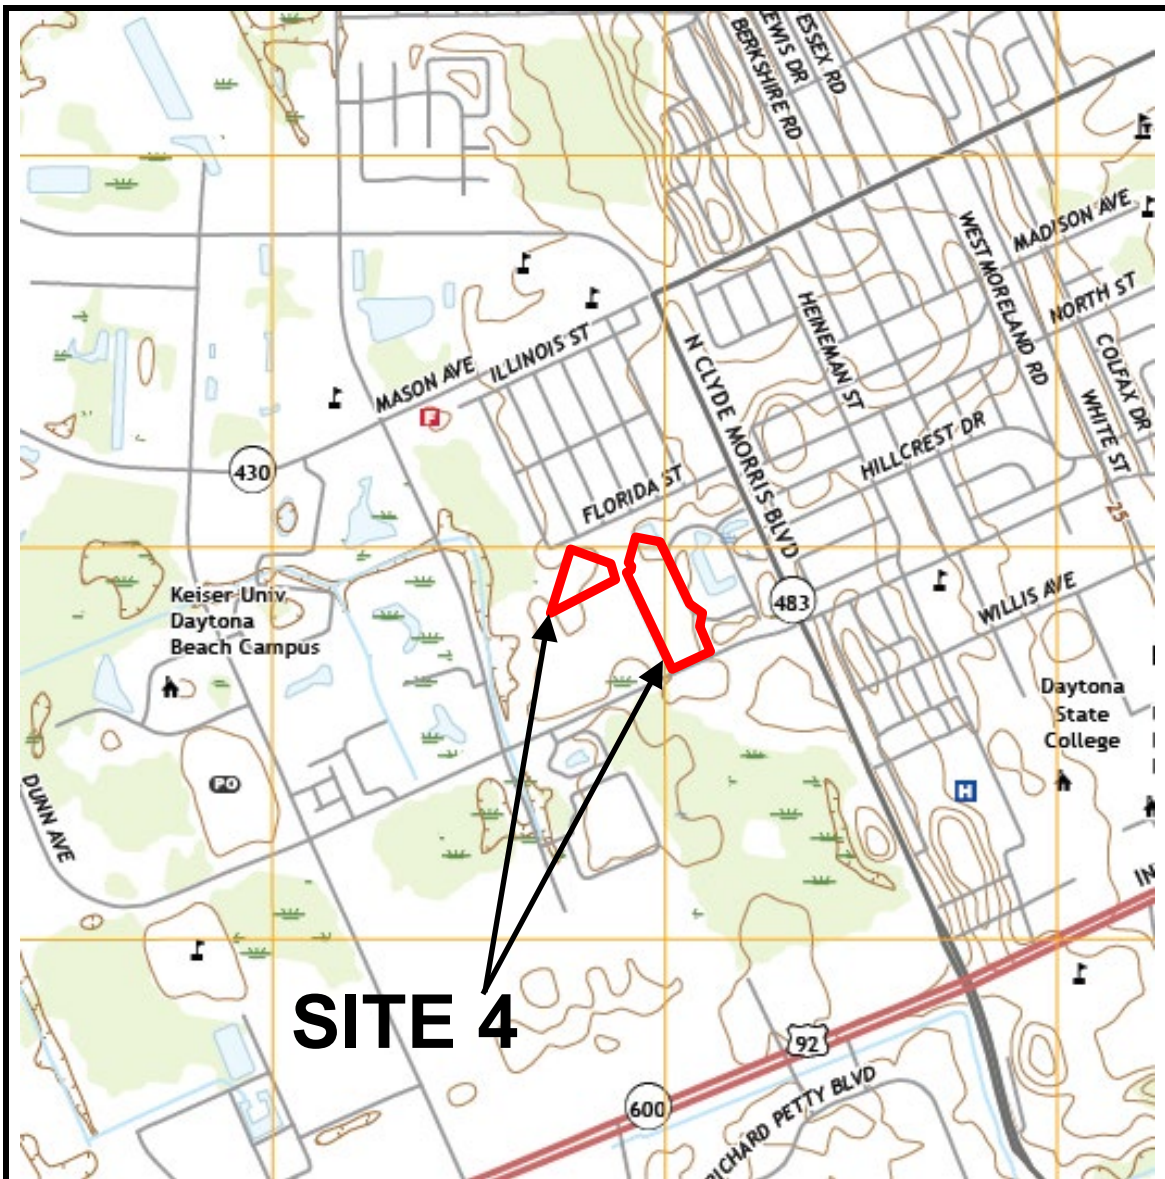 LEWIS DR
ESSEX RD
BERKSHIRE RD
MADISON AVE
WESTMORELAND RD
NORTH ST
HEINEMAN ST
N CLYDE MORRIS BLVD
COLFAX DR
WHITE ST
ILLINOIS ST
MASON AVE
F
HILLCREST DR
430
FLORIDA ST
25
483
WILLIS AVE
Keiser Univ
Daytona
Beach Campus
Daytona
State
College
DUNN AVE
PO
H
IN
SITE 4
92
600
RICHARD PETTY BLVD